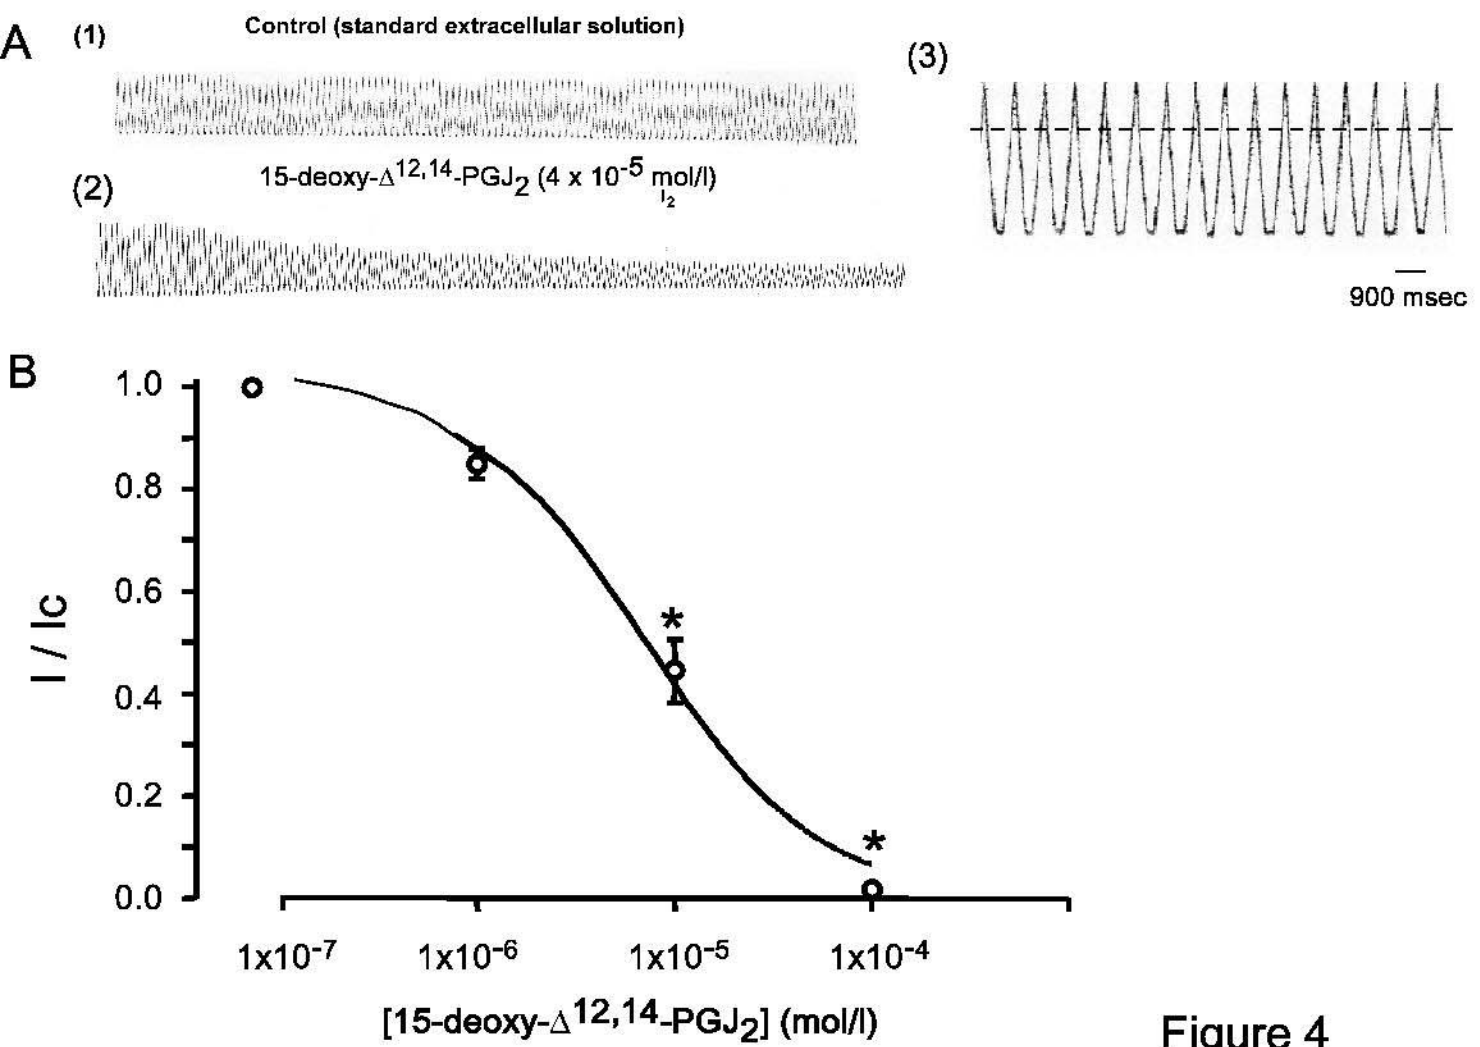 A (1) Control (standard extracellular solution)
(3)
15-deoxy-Δ12,14-PGJ2 (4 x 10-5 mol/l)
(2)
I2
900 msec
B
1.0
0.8
0.6
0.4
0.2
0.0
I / Ic
*
*
1x10-7 1x10-6 1x10-5 1x10-4
[15-deoxy-Δ12,14-PGJ2] (mol/l)
Figure 4